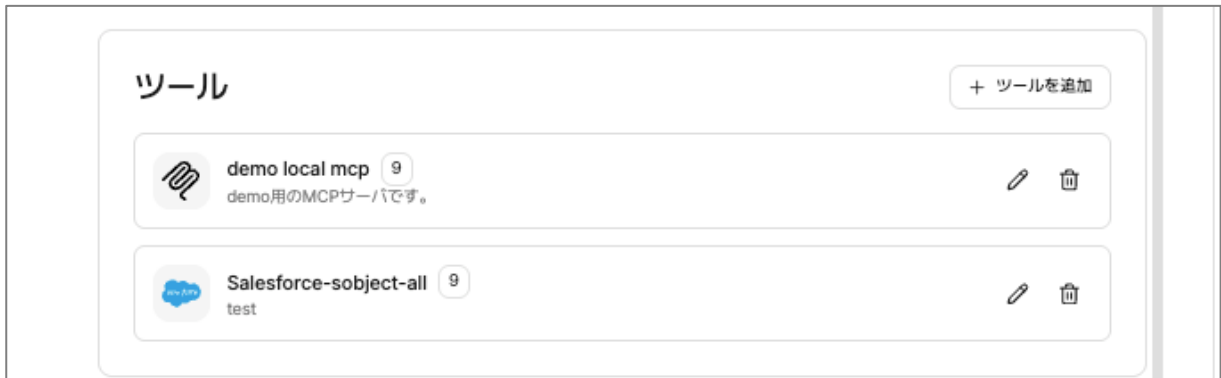 ツール
+ ツールを追加
demo local mcp 9
demo用のMCPサーバです。
Salesforce-sobject-all 9
test